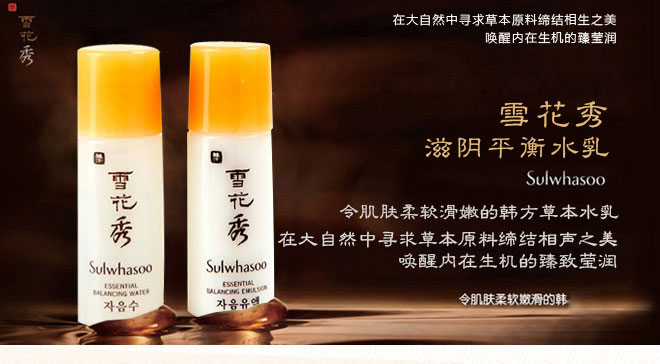 雪花秀
在大自然中寻求草本原料缔结相生之美
唤醒内在生机的臻莹润
雪花秀
滋阴平衡水乳
Sulwhasoo
令肌肤柔软滑嫩的韩方草本水乳
在大自然中寻求草本原料缔结相声之美
唤醒内在生机的臻致莹润
令肌肤柔软嫩滑的韩
雪花秀
Sulwhasoo
ESSENTIAL
BALANCING WATER
자음수
雪花秀
Sulwhasoo
ESSENTIAL
BALANCING EMULSION
자음유액